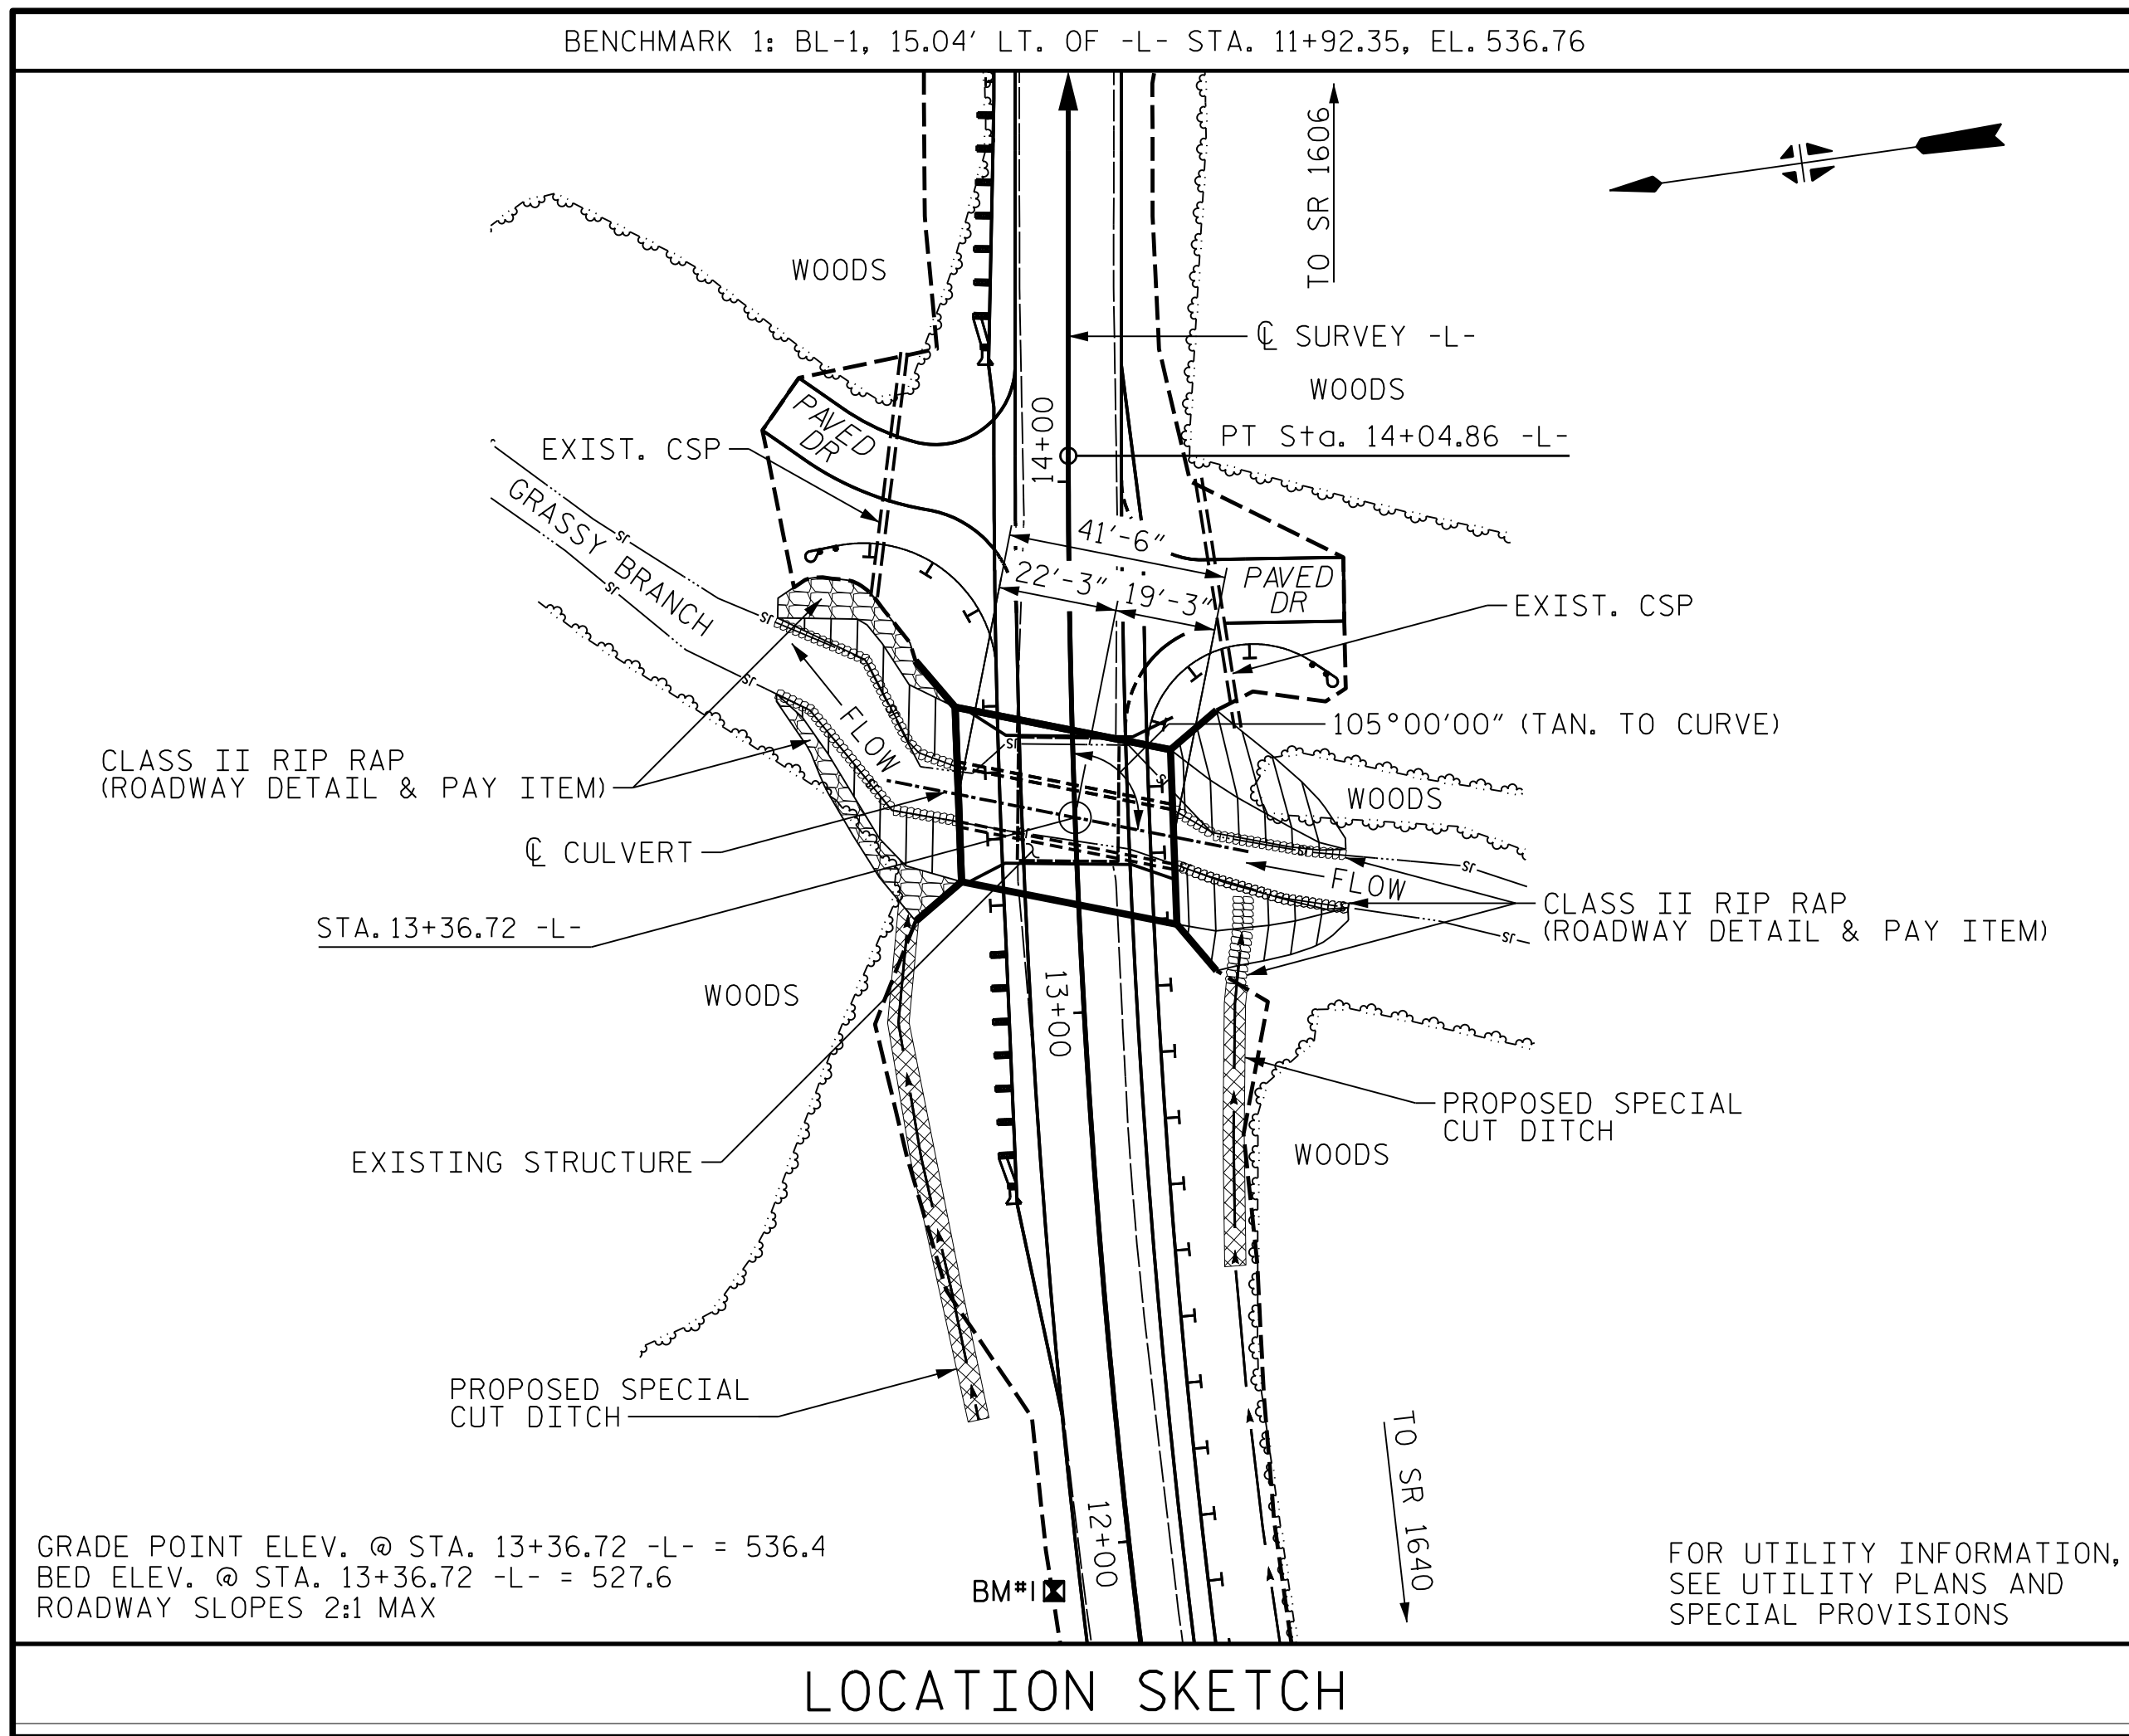 BENCHMARK 1: BL-1, 15.04' LT. OF -L- STA. 11+92.35, EL. 536.76
TO SR 1606
WOODS
℄ SURVEY -L-
WOODS
PAVED
DR
14+00
PT Sta. 14+04.86 -L-
EXIST. CSP
GRASSY BRANCH
41'-6"
22'-3"
19'-3"
PAVED
DR
EXIST. CSP
FLOW
105°00'00" (TAN. TO CURVE)
CLASS II RIP RAP
(ROADWAY DETAIL & PAY ITEM)
WOODS
℄ CULVERT
FLOW
CLASS II RIP RAP
(ROADWAY DETAIL & PAY ITEM)
STA. 13+36.72 -L-
WOODS
13+00
PROPOSED SPECIAL
CUT DITCH
WOODS
EXISTING STRUCTURE
PROPOSED SPECIAL
CUT DITCH
TO SR 1640
12+00
BM#1
GRADE POINT ELEV. @ STA. 13+36.72 -L- = 536.4
BED ELEV. @ STA. 13+36.72 -L- = 527.6
ROADWAY SLOPES 2:1 MAX
FOR UTILITY INFORMATION,
SEE UTILITY PLANS AND
SPECIAL PROVISIONS
LOCATION SKETCH